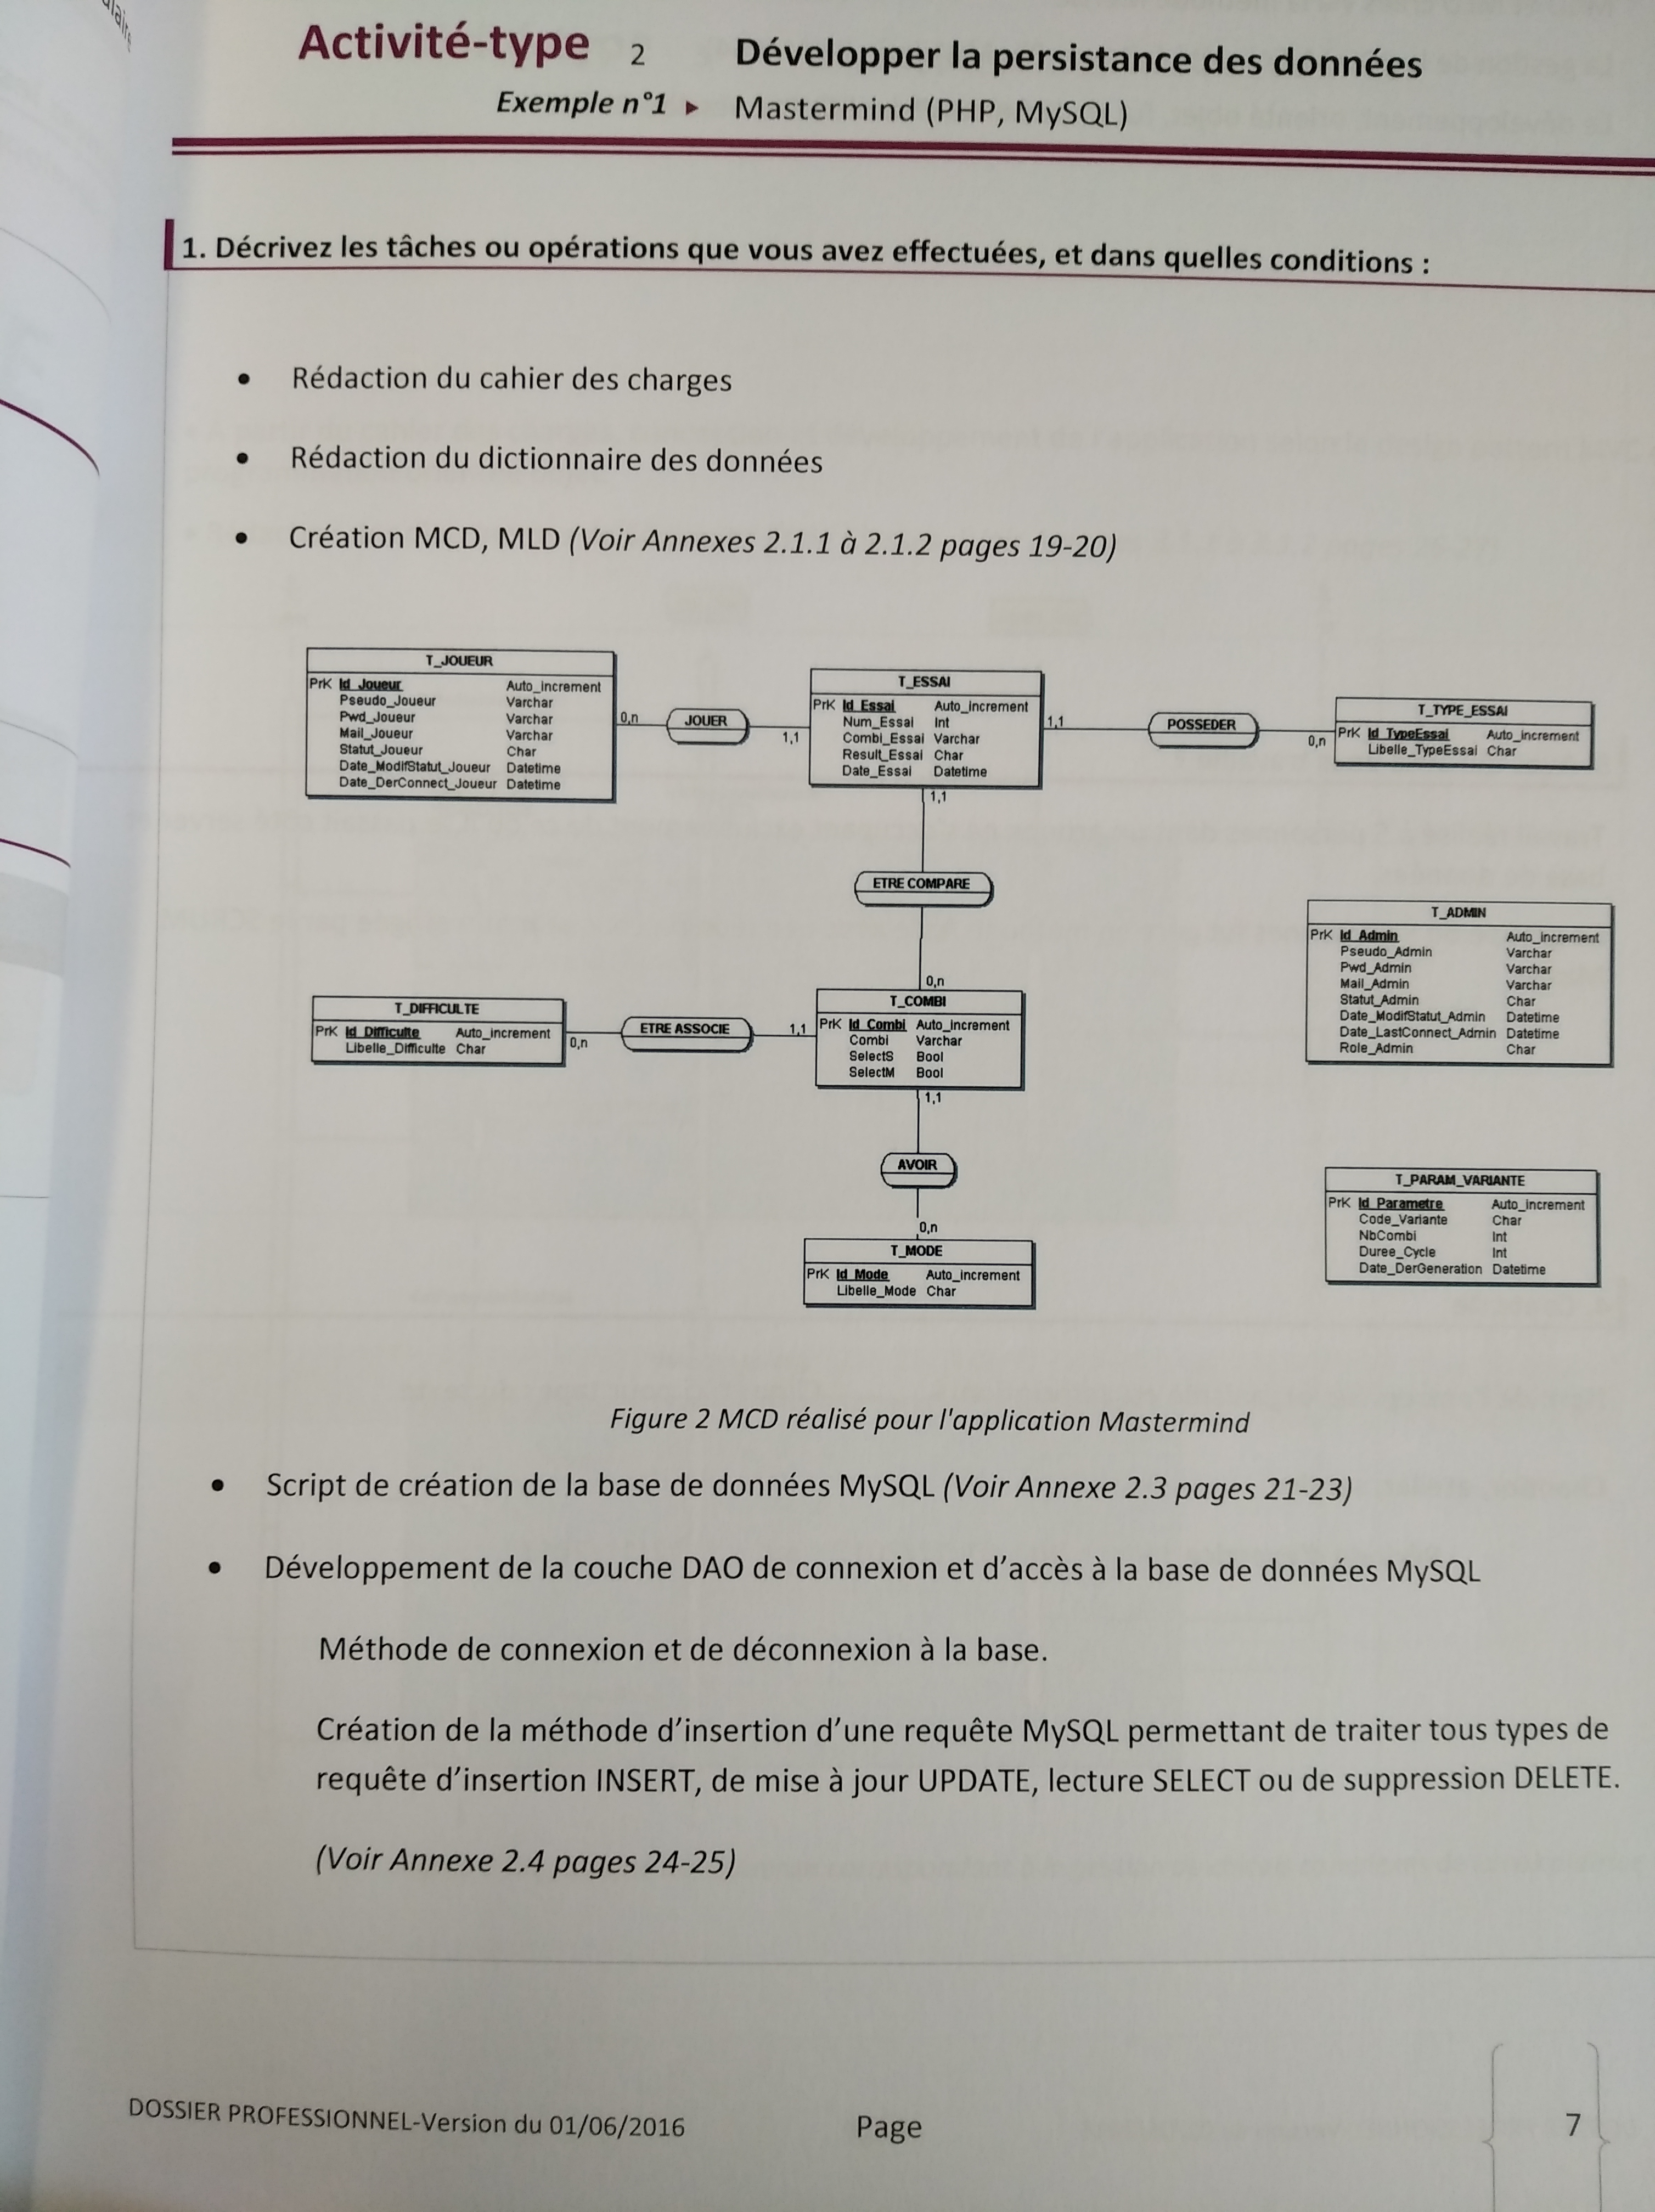 Activité-type 2 Développer la persistance des données
Exemple n°1 ▸ Mastermind (PHP, MySQL)
1. Décrivez les tâches ou opérations que vous avez effectuées, et dans quelles conditions :
• Rédaction du cahier des charges
• Rédaction du dictionnaire des données
• Création MCD, MLD (Voir Annexes 2.1.1 à 2.1.2 pages 19-20)
T_JOUEUR
PrK Id_Joueur Auto_increment
Pseudo_Joueur Varchar
Pwd_Joueur Varchar
Mail_Joueur Varchar
Statut_Joueur Char
Date_ModifStatut_Joueur Datetime
Date_DerConnect_Joueur Datetime
0,n
JOUER
1,1
T_ESSAI
PrK Id_Essai Auto_increment
Num_Essai Int
Combi_Essai Varchar
Result_Essai Char
Date_Essai Datetime
1,1
POSSEDER
0,n
T_TYPE_ESSAI
PrK Id_TypeEssai Auto_increment
Libelle_TypeEssai Char
1,1
ETRE COMPARE
0,n
T_ADMIN
PrK Id_Admin Auto_increment
Pseudo_Admin Varchar
Pwd_Admin Varchar
Mail_Admin Varchar
Statut_Admin Char
Date_ModifStatut_Admin Datetime
Date_LastConnect_Admin Datetime
Role_Admin Char
T_DIFFICULTE
PrK Id_Difficulte Auto_increment
Libelle_Difficulte Char
0,n
ETRE ASSOCIE
1,1
T_COMBI
PrK Id_Combi Auto_increment
Combi Varchar
SelectS Bool
SelectM Bool
1,1
AVOIR
0,n
T_MODE
PrK Id_Mode Auto_increment
Libelle_Mode Char
T_PARAM_VARIANTE
PrK Id_Parametre Auto_increment
Code_Variante Char
NbCombi Int
Duree_Cycle Int
Date_DerGeneration Datetime
Figure 2 MCD réalisé pour l'application Mastermind
• Script de création de la base de données MySQL (Voir Annexe 2.3 pages 21-23)
• Développement de la couche DAO de connexion et d’accès à la base de données MySQL
Méthode de connexion et de déconnexion à la base.
Création de la méthode d’insertion d’une requête MySQL permettant de traiter tous types de
requête d’insertion INSERT, de mise à jour UPDATE, lecture SELECT ou de suppression DELETE.
(Voir Annexe 2.4 pages 24-25)
DOSSIER PROFESSIONNEL-Version du 01/06/2016 Page 7